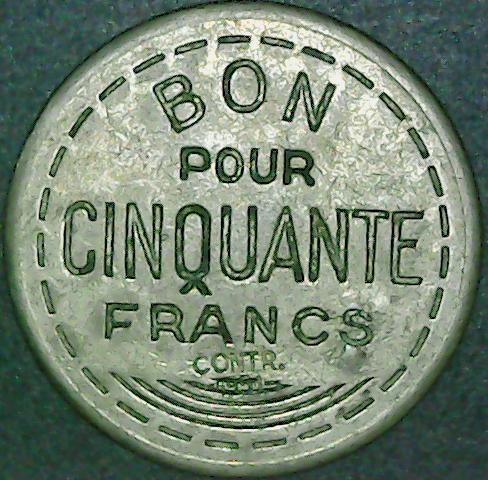 BON
POUR
CINQUANTE
FRANCS
CONTR.